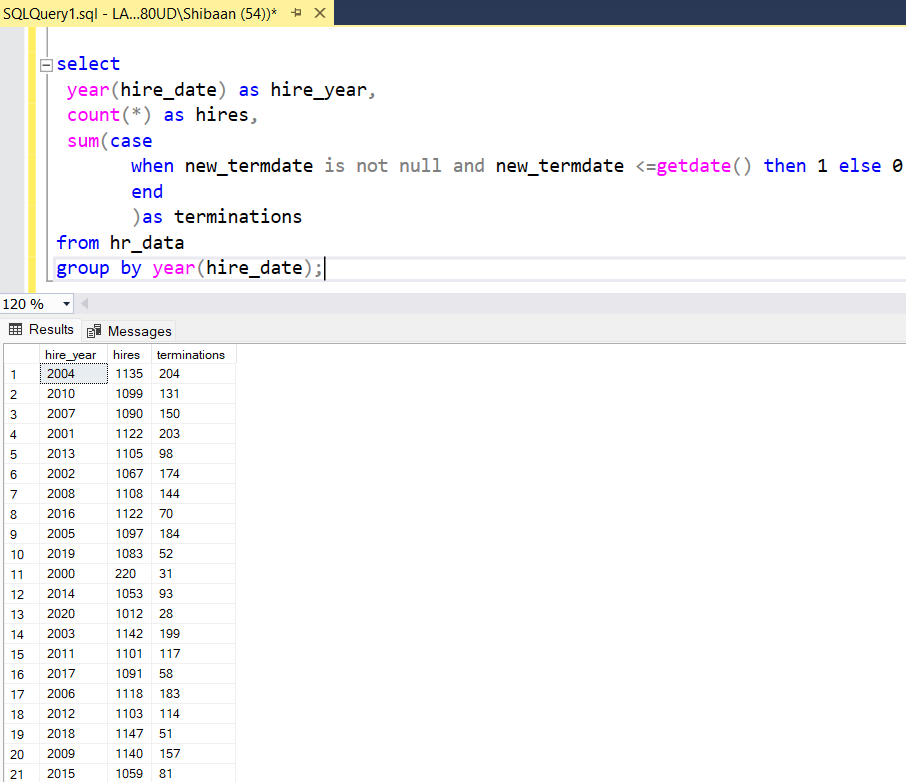 SQLQuery1.sql - LA...80UD\Shibaan (54))*
select
year(hire_date) as hire_year,
count(*) as hires,
sum(case
when new_termdate is not null and new_termdate <=getdate() then 1 else 0
end
)as terminations
from hr_data
group by year(hire_date);
120 %
Results Messages
hire_year hires terminations
1 2004 1135 204
2 2010 1099 131
3 2007 1090 150
4 2001 1122 203
5 2013 1105 98
6 2002 1067 174
7 2008 1108 144
8 2016 1122 70
9 2005 1097 184
10 2019 1083 52
11 2000 220 31
12 2014 1053 93
13 2020 1012 28
14 2003 1142 199
15 2011 1101 117
16 2017 1091 58
17 2006 1118 183
18 2012 1103 114
19 2018 1147 51
20 2009 1140 157
21 2015 1059 81